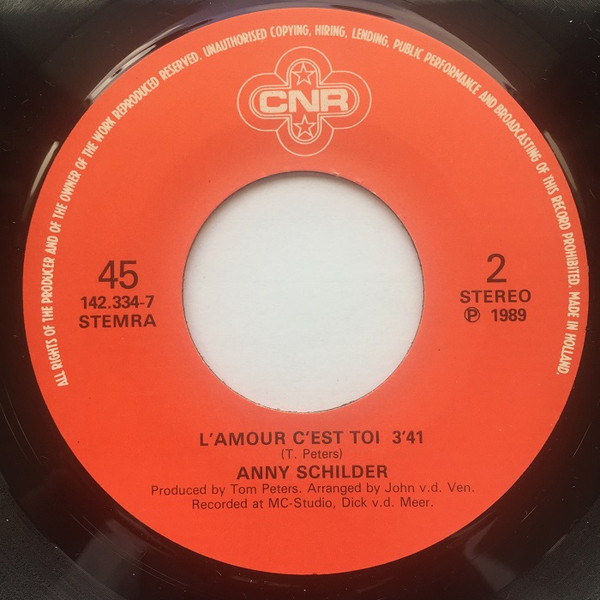 ALL RIGHTS OF THE PRODUCER AND OF THE OWNER OF THE WORK REPRODUCED RESERVED. UNAUTHORISED COPYING, HIRING, LENDING, PUBLIC PERFORMANCE AND BROADCASTING OF THIS RECORD PROHIBITED. MADE IN HOLLAND.
CNR
45
142.334-7
STEMRA
2
STEREO
℗ 1989
L'AMOUR C'EST TOI 3'41
(T. Peters)
ANNY SCHILDER
Produced by Tom Peters. Arranged by John v.d. Ven.
Recorded at MC-Studio, Dick v.d. Meer.